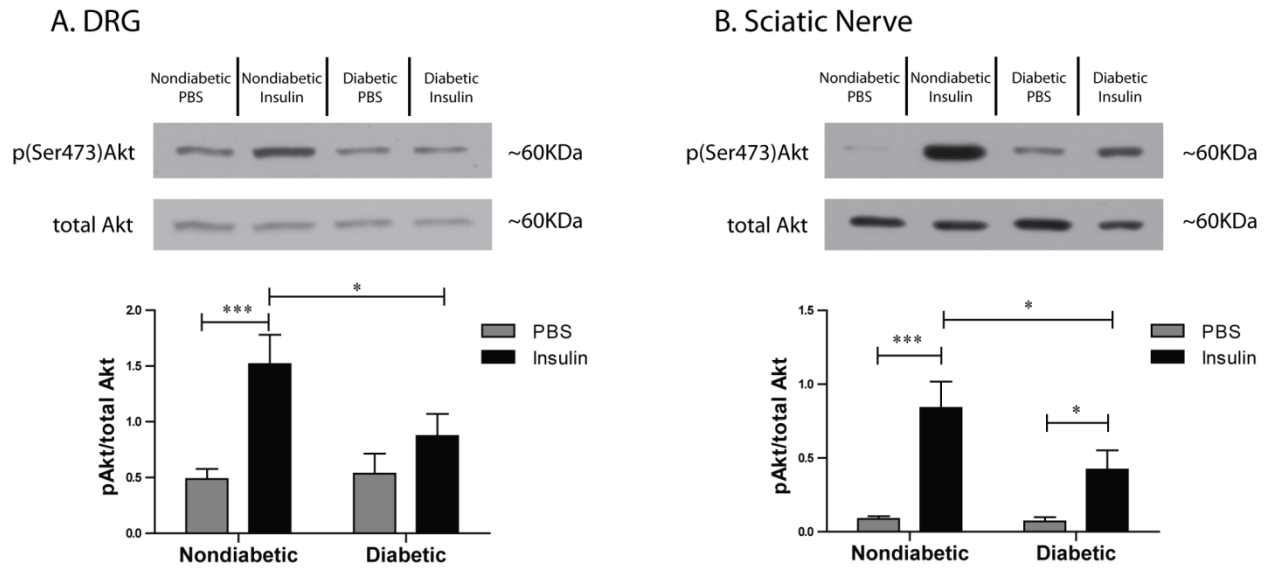 A. DRG
Nondiabetic PBS
Nondiabetic Insulin
Diabetic PBS
Diabetic Insulin
p(Ser473)Akt
~60KDa
total Akt
~60KDa
2.0
1.5
1.0
0.5
0.0
pAkt/total Akt
***
*
PBS
Insulin
Nondiabetic
Diabetic
B. Sciatic Nerve
Nondiabetic PBS
Nondiabetic Insulin
Diabetic PBS
Diabetic Insulin
p(Ser473)Akt
~60KDa
total Akt
~60KDa
1.5
1.0
0.5
0.0
pAkt/total Akt
***
*
*
PBS
Insulin
Nondiabetic
Diabetic